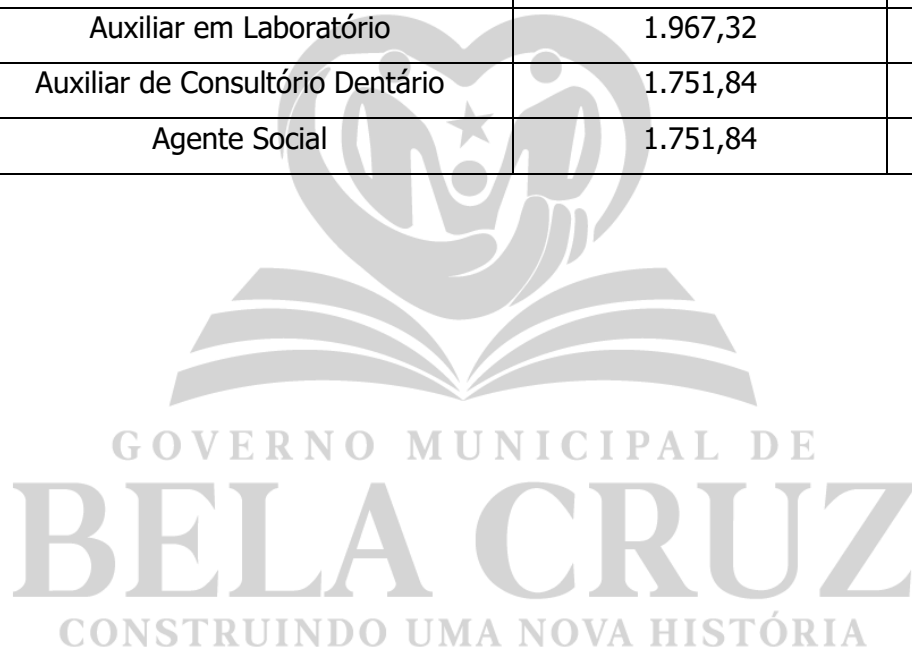 Auxiliar em Laboratório 1.967,32
Auxiliar de Consultório Dentário 1.751,84
Agente Social 1.751,84
GOVERNO MUNICIPAL DE
BELA CRUZ
CONSTRUINDO UMA NOVA HISTÓRIA